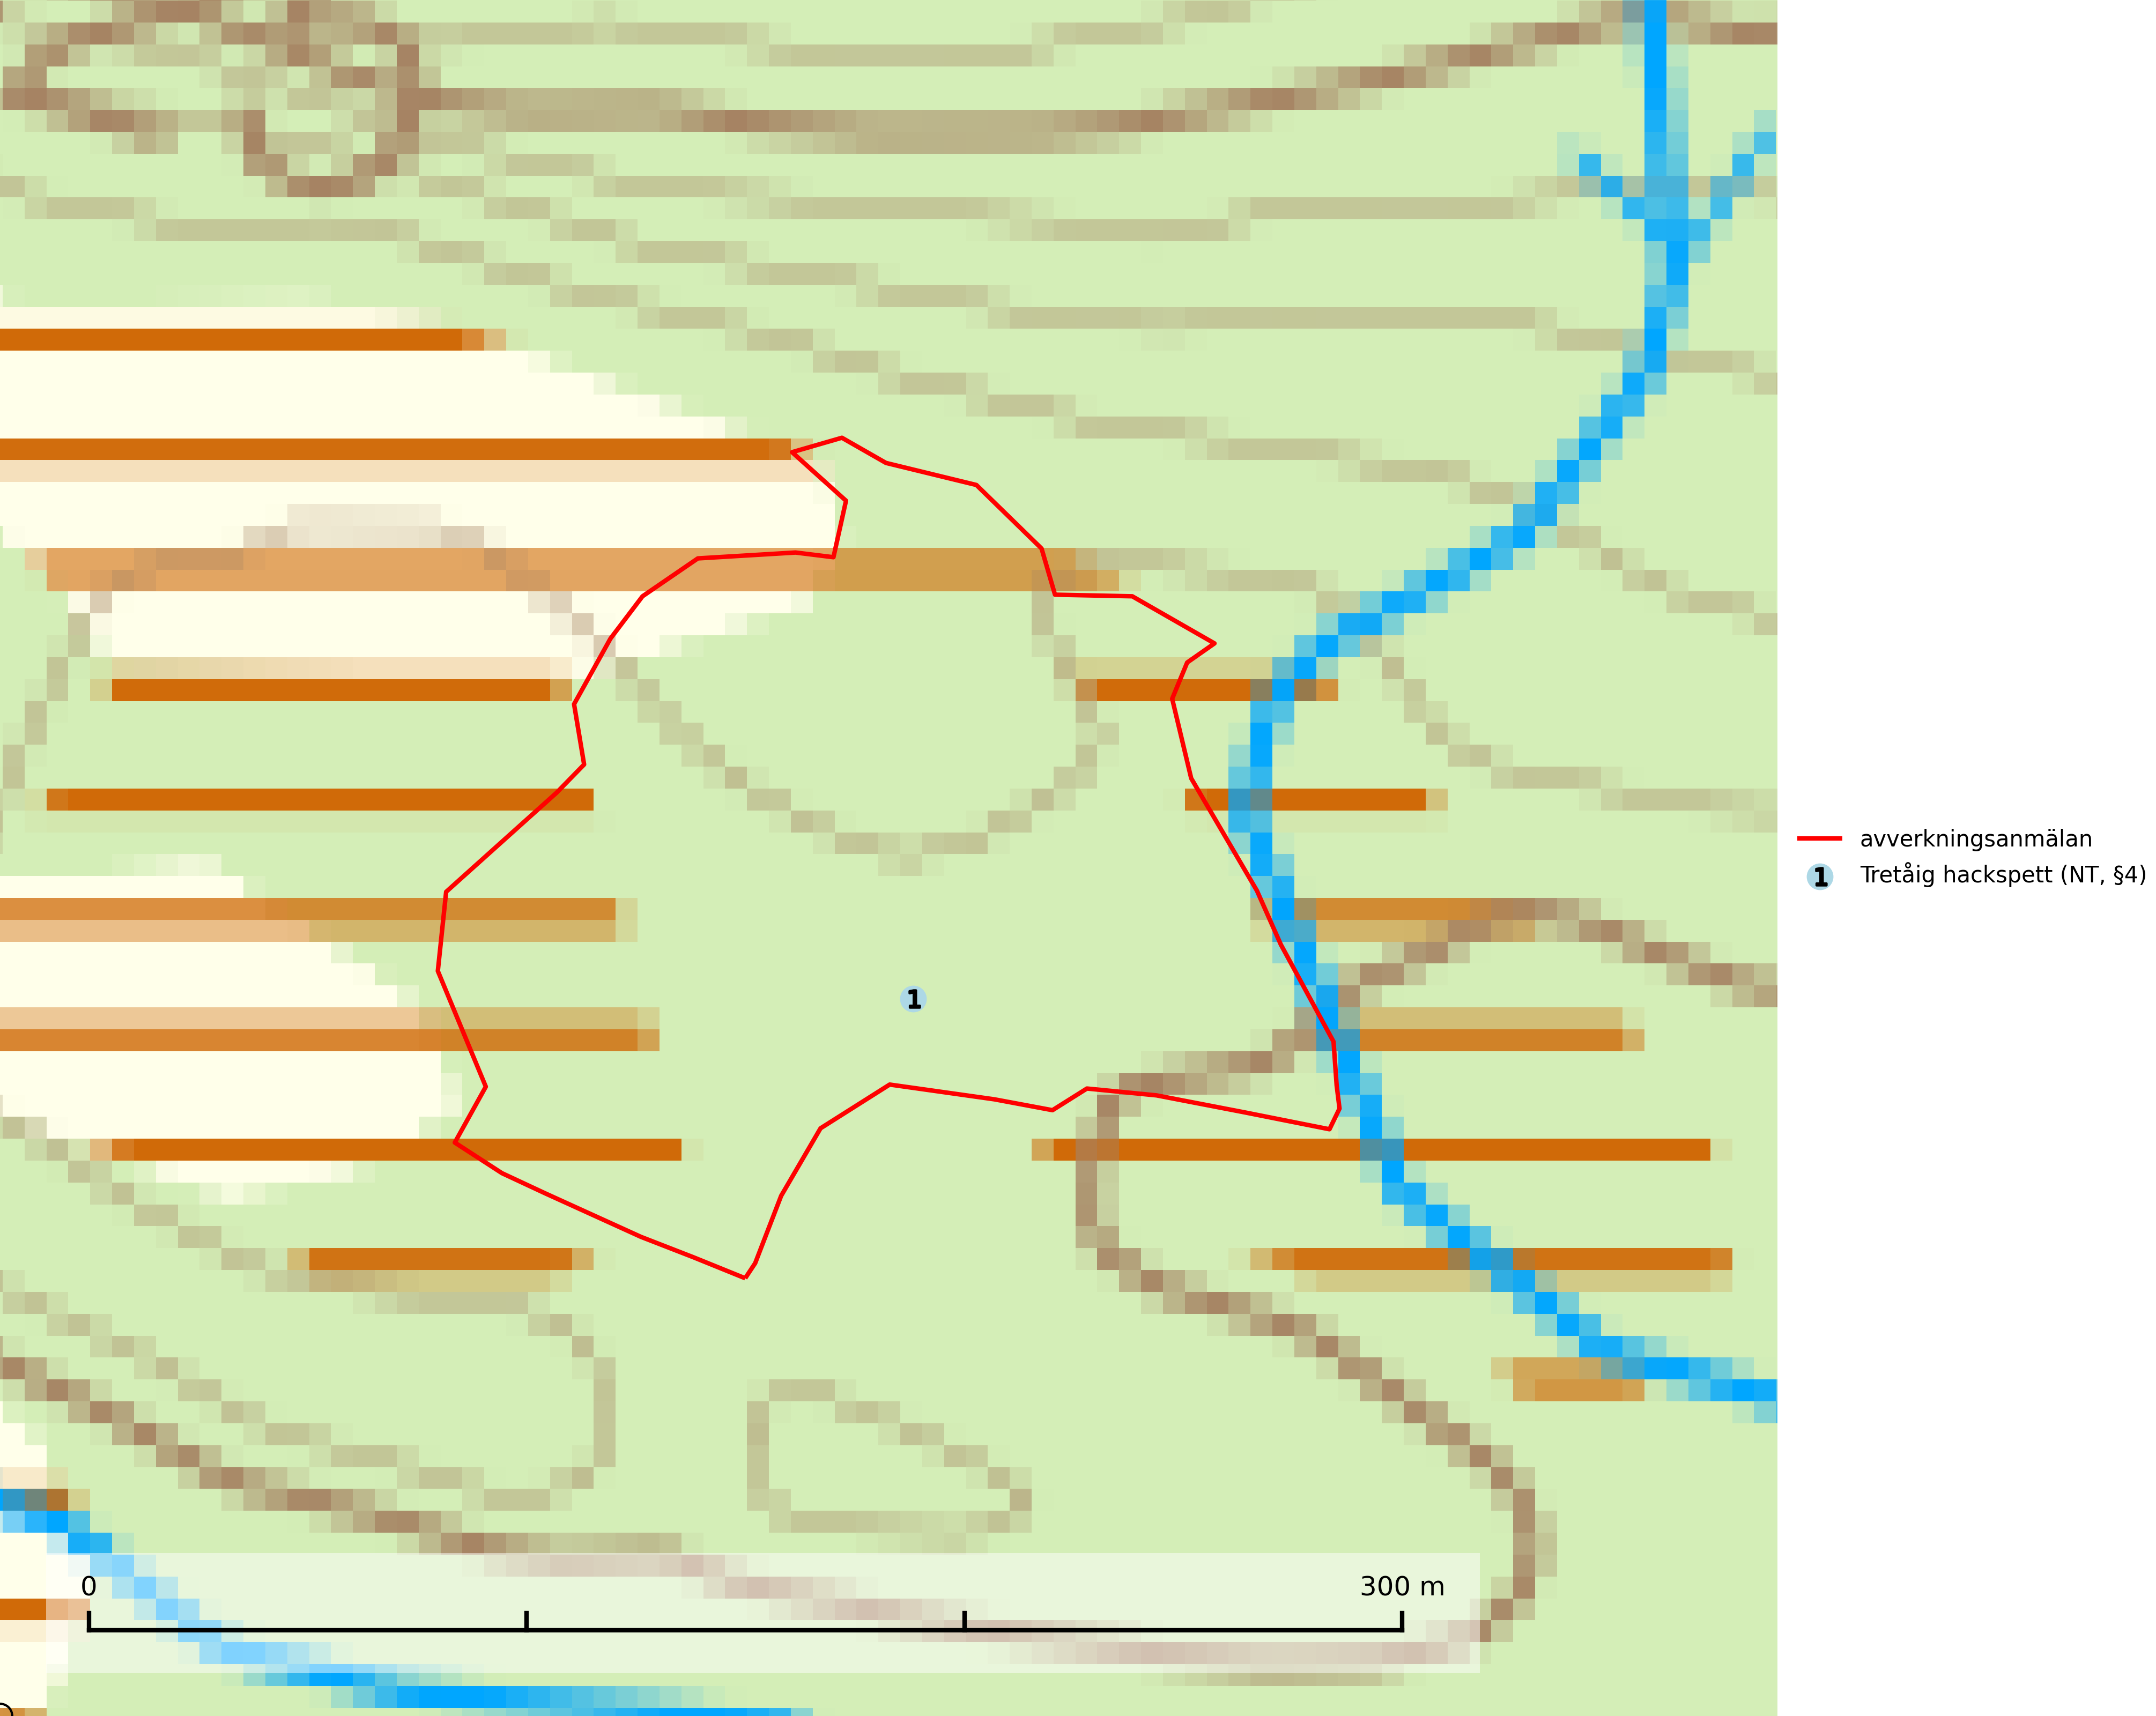 avverkningsanmälan
1 Tretåig hackspett (NT, §4)
1
0 300 m